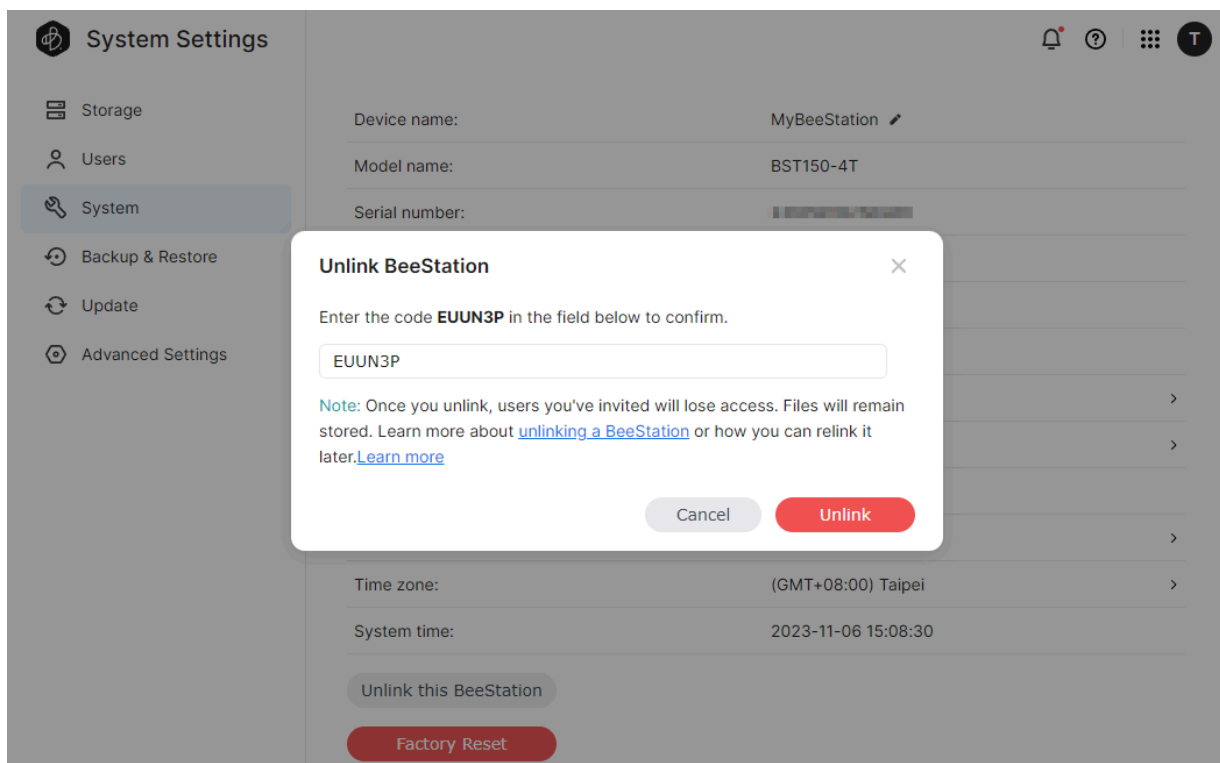 System Settings
T
Storage
Users
System
Backup & Restore
Update
Advanced Settings
Device name: MyBeeStation
Model name: BST150-4T
Serial number:
Unlink BeeStation
Enter the code EUUN3P in the field below to confirm.
EUUN3P
Note: Once you unlink, users you've invited will lose access. Files will remain
stored. Learn more about unlinking a BeeStation or how you can relink it
later.Learn more
Cancel Unlink
Time zone: (GMT+08:00) Taipei
System time: 2023-11-06 15:08:30
Unlink this BeeStation
Factory Reset